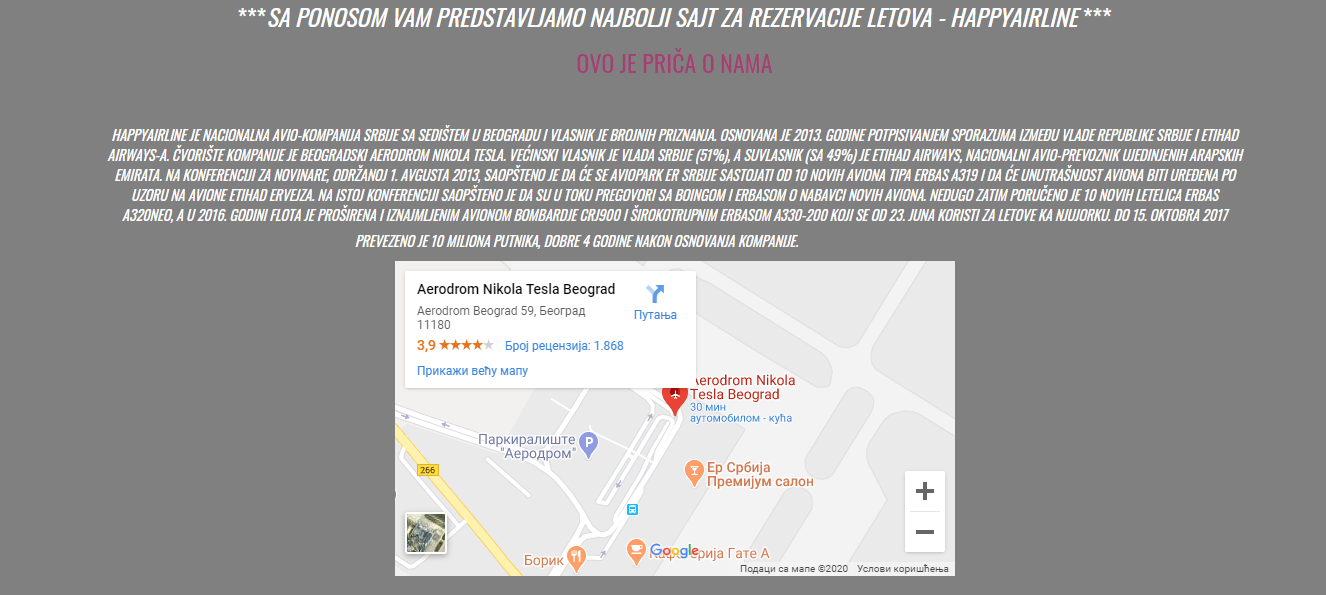 *** SA PONOSOM VAM PREDSTAVLJAMO NAJBOLJI SAJT ZA REZERVACIJE LETOVA - HAPPYAIRLINE ***
OVO JE PRIČA O NAMA
HAPPYAIRLINE JE NACIONALNA AVIO-KOMPANIJA SRBIJE SA SEDIŠTEM U BEOGRADU I VLASNIK JE BROJNIH PRIZNANJA. OSNOVANA JE 2013. GODINE POTPISIVANJEM SPORAZUMA IZMEĐU VLADE REPUBLIKE SRBIJE I ETIHAD
AIRWAYS-A. ČVORIŠTE KOMPANIJE JE BEOGRADSKI AERODROM NIKOLA TESLA. VEĆINSKI VLASNIK JE VLADA SRBIJE (51%), A SUVLASNIK (SA 49%) JE ETIHAD AIRWAYS, NACIONALNI AVIO-PREVOZNIK UJEDINJENIH ARAPSKIH
EMIRATA. NA KONFERENCIJI ZA NOVINARE, ODRŽANOJ 1. AVGUSTA 2013, SAOPŠTENO JE DA ĆE SE AVIOPARK ER SRBIJE SASTOJATI OD 10 NOVIH AVIONA TIPA ERBAS A319 I DA ĆE UNUTRAŠNJOST AVIONA BITI UREĐENA PO
UZORU NA AVIONE ETIHAD ERVEJZA. NA ISTOJ KONFERENCIJI SAOPŠTENO JE DA SU U TOKU PREGOVORI SA BOINGOM I ERBASOM O NABAVCI NOVIH AVIONA. NEDUGO ZATIM PORUČENO JE 10 NOVIH LETELICA ERBAS
A320NEO, A U 2016. GODINI FLOTA JE PROŠIRENA I IZNAJMLJENIM AVIONOM BOMBARDJE CRJ900 I ŠIROKOTRUPNIM ERBASOM A330-200 KOJI SE OD 23. JUNA KORISTI ZA LETOVE KA NJUJORKU. DO 15. OKTOBRA 2017
PREVEZENO JE 10 MILIONA PUTNIKA, DOBRE 4 GODINE NAKON OSNOVANJA KOMPANIJE.
Aerodrom Nikola Tesla Beograd
Aerodrom Beograd 59, Београд
11180
Путања
3,9 Број рецензија: 1.868
Прикажи већу мапу
Aerodrom Nikola
Tesla Beograd
30 мин
аутомобилом - кућа
Паркиралиште
"Аеродром"
P
266
Ер Србија
Премијум салон
Борик
Google
Гате А
Подаци са мапе ©2020 Услови коришћења